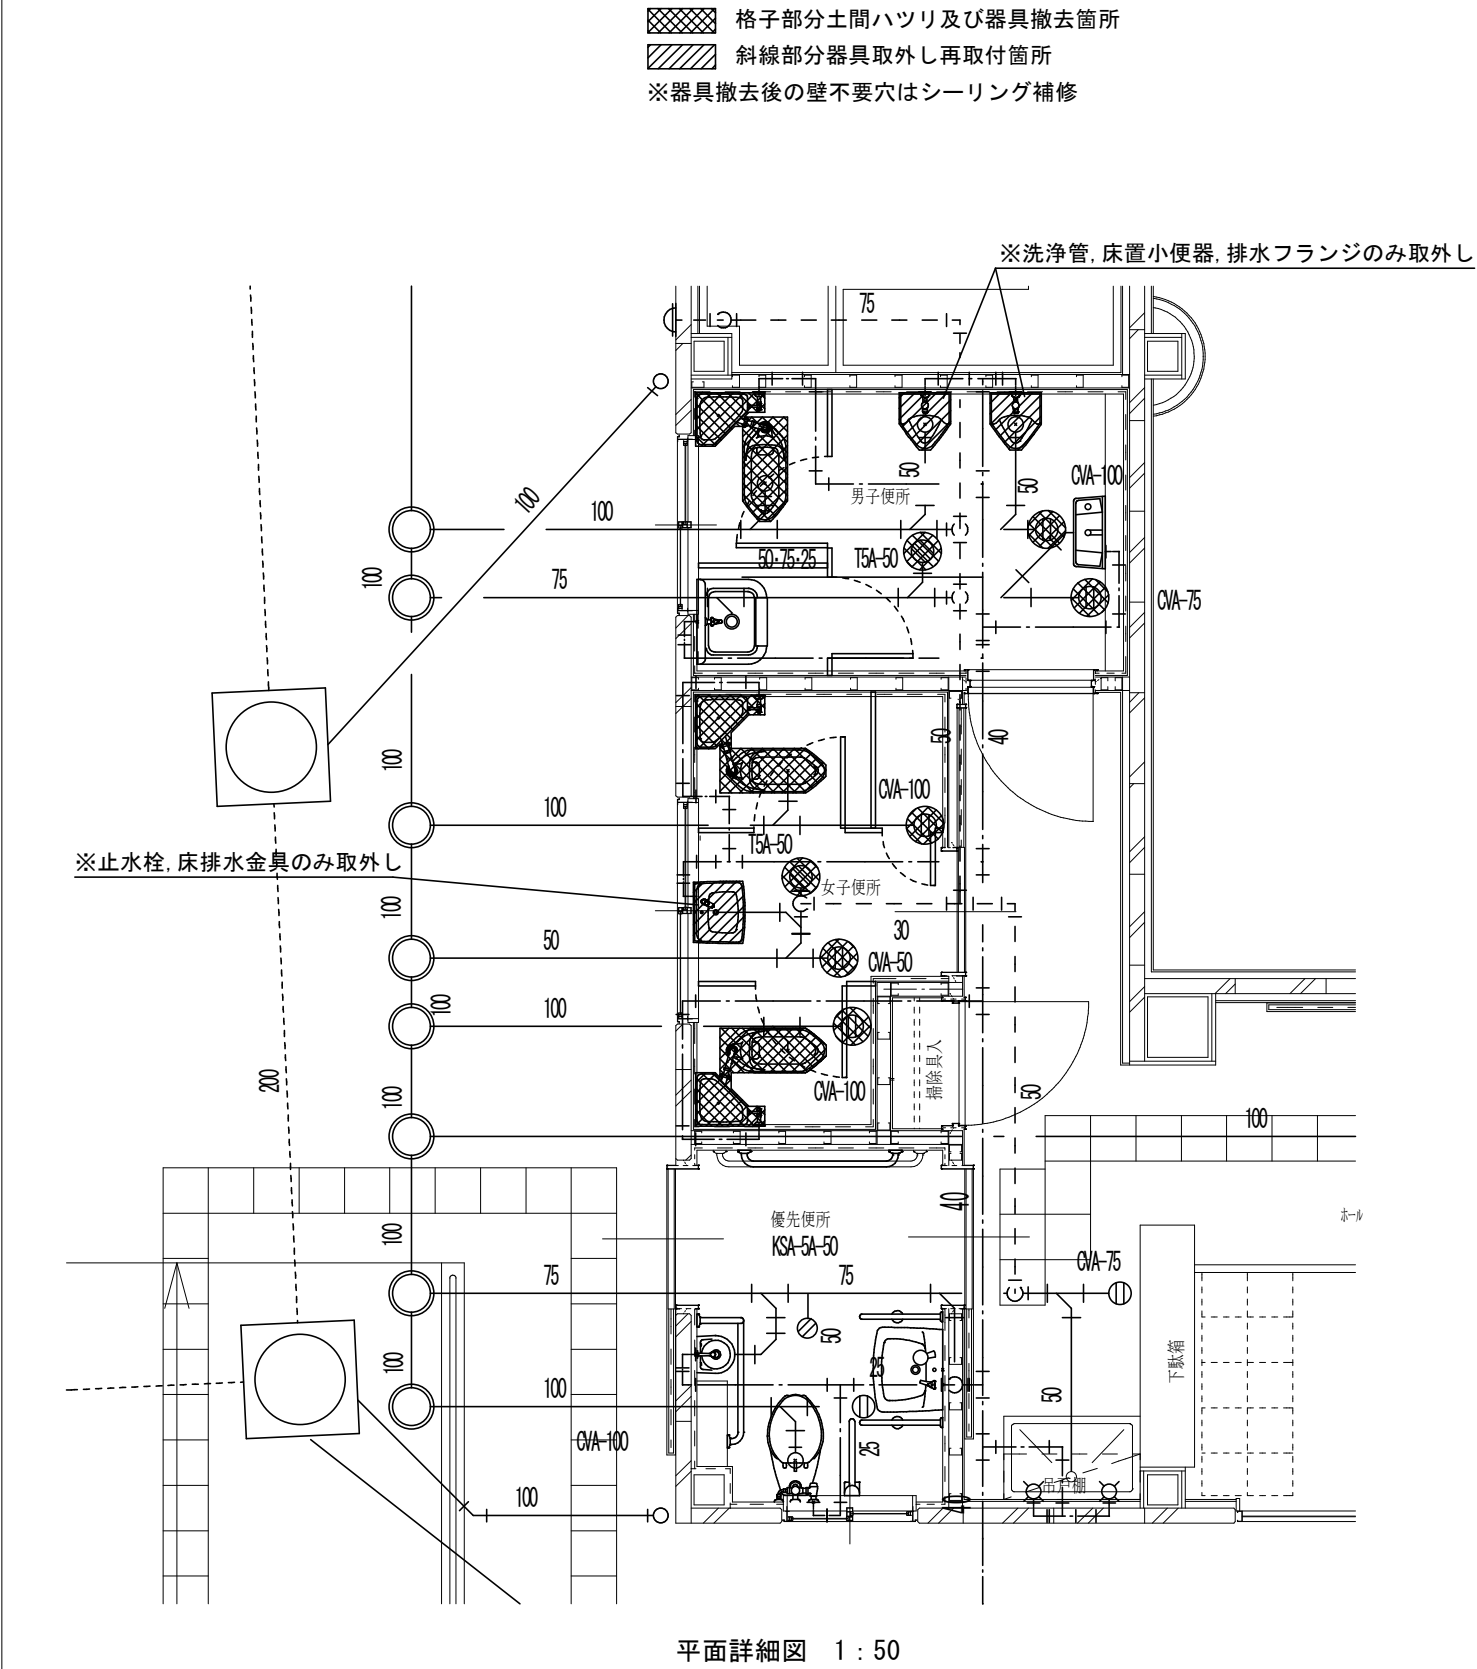 格子部分土間ハツリ及び器具撤去箇所
斜線部分器具取外し再取付箇所
※器具撤去後の壁不要穴はシーリング補修
※洗浄管,床置小便器,排水フランジのみ取外し
75
100
50
50
CVA-100
男子便所
100
50・75・25
T5A-50
100
75
CVA-75
50
40
100
100
CVA-100
T5A-50
※止水栓,床排水金具のみ取外し
女子便所
100
30
50
CVA-50
100
100
200
掃除具入
100
CVA-100
50
100
40
優先便所
KSA-5A-50
ホール
100
75
75
CVA-75
50
下駄箱
100
25
100
50
CVA-100
25
吊戸棚
100
40
平面詳細図 1:50